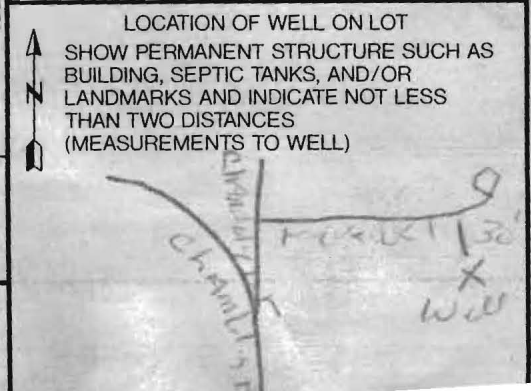 LOCATION OF WELL ON LOT
SHOW PERMANENT STRUCTURE SUCH AS
BUILDING, SEPTIC TANKS, AND/OR
N LANDMARKS AND INDICATE NOT LESS
THAN TWO DISTANCES
(MEASUREMENTS TO WELL)
30'
X
Well